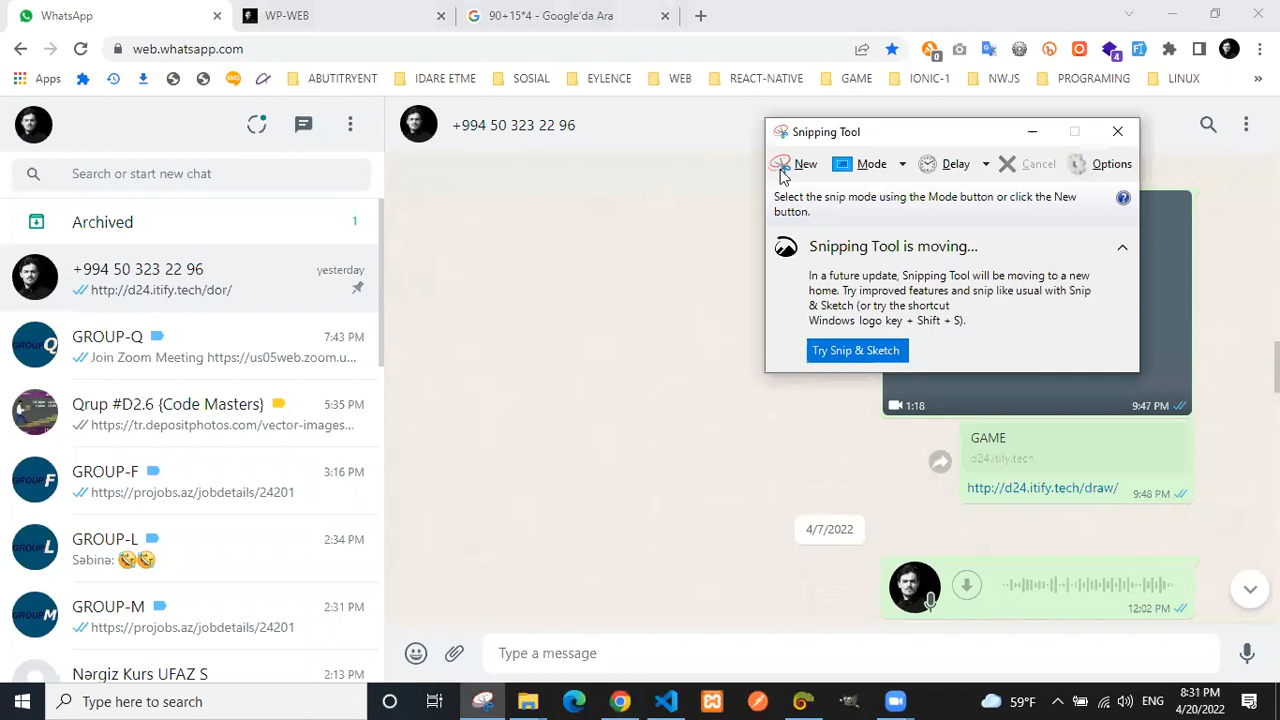 WhatsApp
WP-WEB
90+15*4 - Google'da Ara
web.whatsapp.com
0
4
Apps
ABUTITRYENT
IDARE ETME
SOSIAL
EYLENCE
WEB
REACT-NATIVE
GAME
IONIC-1
NW.JS
PROGRAMING
LINUX
»
+994 50 323 22 96
Search or start new chat
Archived
1
+994 50 323 22 96
yesterday
http://d24.itify.tech/dor/
GROUP-Q
7:43 PM
Join Zoom Meeting https://us05web.zoom.u...
Qrup #D2.6 {Code Masters}
5:35 PM
https://tr.depositphotos.com/vector-images...
GROUP-F
3:16 PM
https://projobs.az/jobdetails/24201
GROUP-L
2:34 PM
Səbinə: 🤣🤣
GROUP-M
2:31 PM
https://projobs.az/jobdetails/24201
Nərgiz Kurs UFAZ S
2:13 PM
Snipping Tool
New
Mode
Delay
Cancel
Options
Select the snip mode using the Mode button or click the New
button.
Snipping Tool is moving...
In a future update, Snipping Tool will be moving to a new
home. Try improved features and snip like usual with Snip
& Sketch (or try the shortcut
Windows logo key + Shift + S).
Try Snip & Sketch
1:18
9:47 PM
GAME
d24.itify.tech
http://d24.itify.tech/draw/
9:48 PM
4/7/2022
12:02 PM
Type a message
Type here to search
59°F
ENG
8:31 PM
4/20/2022